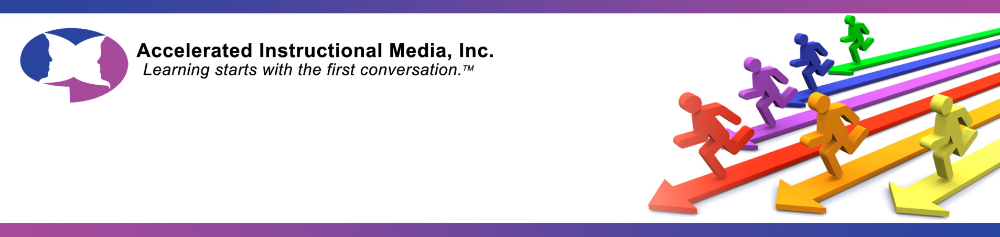 Accelerated Instructional Media, Inc.
Learning starts with the first conversation.™